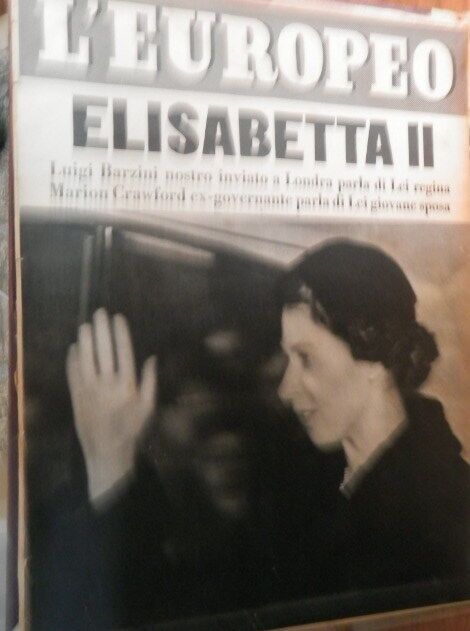 L'EUROPEO
ELISABETTA II
Luigi Barzini nostro inviato a Londra parla di Lei regina
Marion Crawford ex-governante parla di Lei giovane sposa